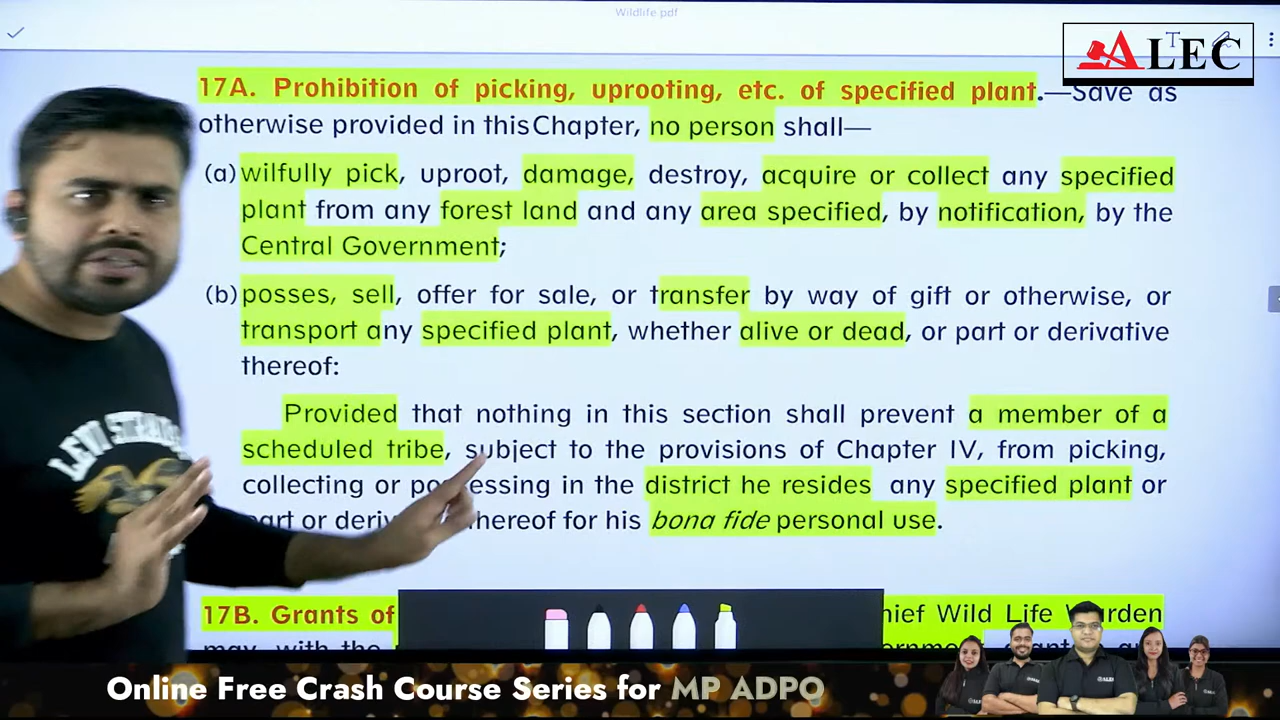 Wildlife.pdf
ALEC
17A. Prohibition of picking, uprooting, etc. of specified plant.—Save as
otherwise provided in thisChapter, no person shall—
(a) wilfully pick, uproot, damage, destroy, acquire or collect any specified
plant from any forest land and any area specified, by notification, by the
Central Government;
(b) posses, sell, offer for sale, or transfer by way of gift or otherwise, or
transport any specified plant, whether alive or dead, or part or derivative
thereof:
Provided that nothing in this section shall prevent a member of a
scheduled tribe, subject to the provisions of Chapter IV, from picking,
collecting or possessing in the district he resides any specified plant or
part or thereof for his bona fide personal use.
17B. Grants of Wild Life Warden
may, with the
Online Free Crash Course Series for MP ADPO